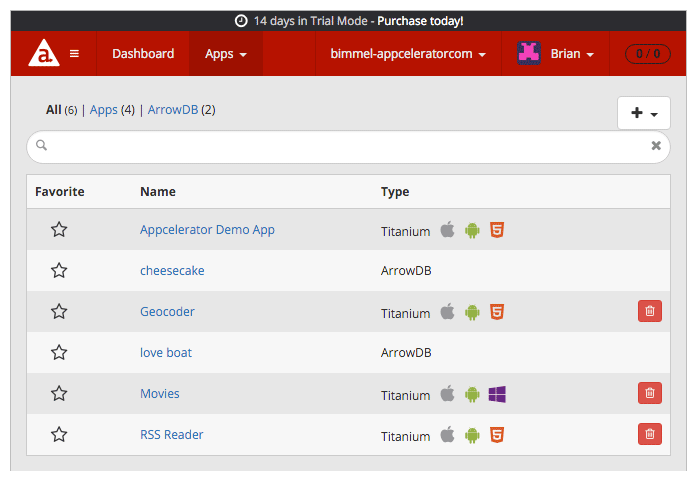 14 days in Trial Mode - Purchase today!
a Dashboard Apps bimmel-appceleratorcom Brian 0 / 0
All (6) | Apps (4) | ArrowDB (2)
Favorite Name Type
Appcelerator Demo App Titanium
cheesecake ArrowDB
Geocoder Titanium
love boat ArrowDB
Movies Titanium
RSS Reader Titanium